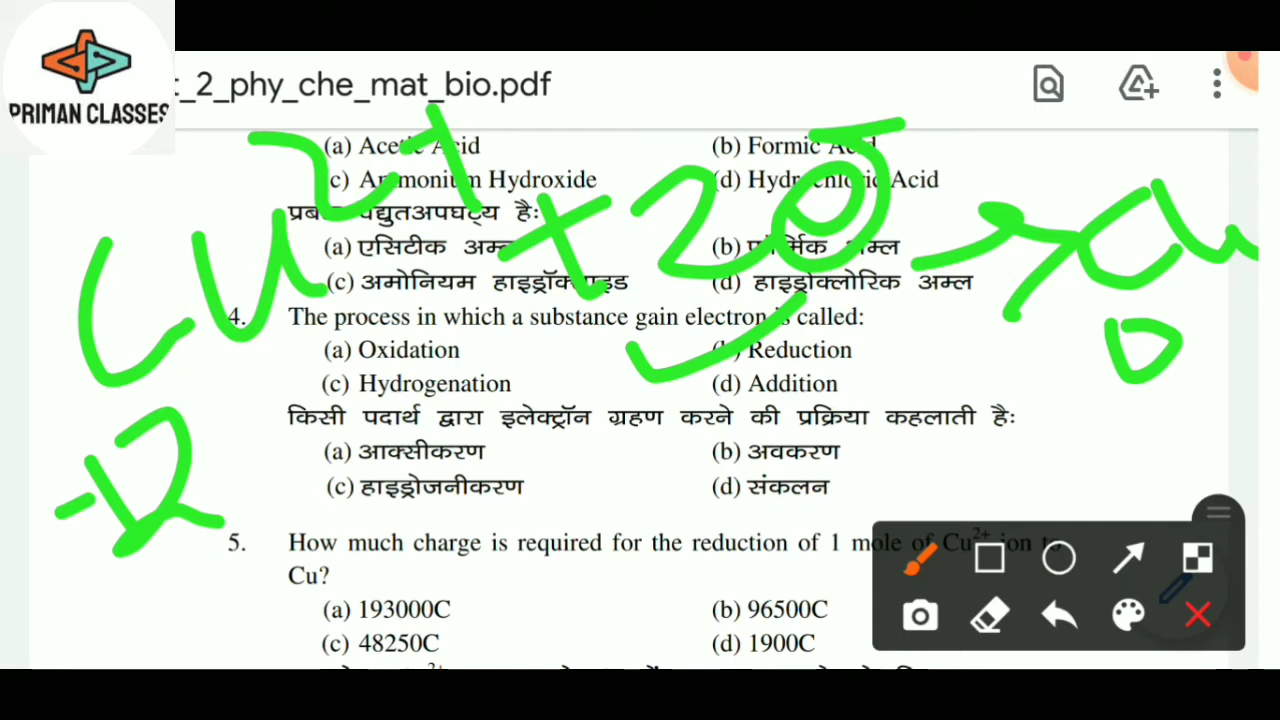 PRIMAN CLASSES
t_2_phy_che_mat_bio.pdf
(a) Acetic Acid (b) Formic Acid
(c) Ammonium Hydroxide (d) Hydrochloric Acid
प्रबल विद्युतअपघट्य है:
(a) एसिटीक अम्ल (b) फॉर्मिक अम्ल
(c) अमोनियम हाइड्रॉक्साइड (d) हाइड्रोक्लोरिक अम्ल
4. The process in which a substance gain electron is called:
(a) Oxidation (b) Reduction
(c) Hydrogenation (d) Addition
किसी पदार्थ द्वारा इलेक्ट्रॉन ग्रहण करने की प्रक्रिया कहलाती है:
(a) आक्सीकरण (b) अवकरण
(c) हाइड्रोजनीकरण (d) संकलन
5. How much charge is required for the reduction of 1 mole of Cu²⁺ ion to
Cu?
(a) 193000C (b) 96500C
(c) 48250C (d) 1900C
Cu²⁺ + 2e → Cu
0
+2